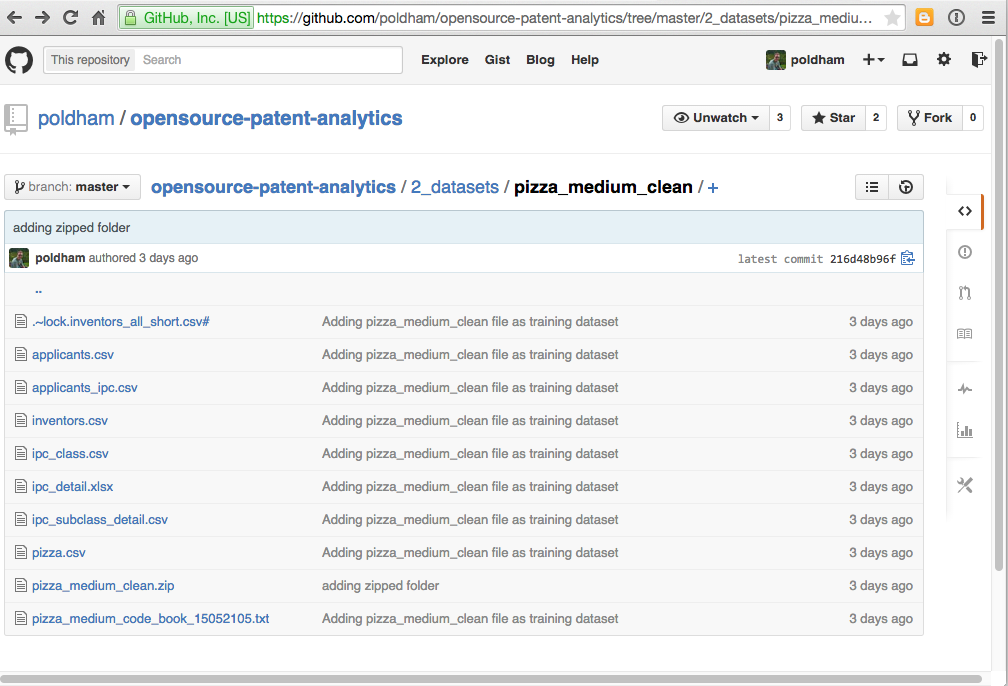 GitHub, Inc. [US] https://github.com/poldham/opensource-patent-analytics/tree/master/2_datasets/pizza_mediu...
This repository Search Explore Gist Blog Help poldham
poldham / opensource-patent-analytics Unwatch 3 Star 2 Fork 0
branch: master opensource-patent-analytics / 2_datasets / pizza_medium_clean / +
adding zipped folder
poldham authored 3 days ago latest commit 216d48b96f
..
.~lock.inventors_all_short.csv# Adding pizza_medium_clean file as training dataset 3 days ago
applicants.csv Adding pizza_medium_clean file as training dataset 3 days ago
applicants_ipc.csv Adding pizza_medium_clean file as training dataset 3 days ago
inventors.csv Adding pizza_medium_clean file as training dataset 3 days ago
ipc_class.csv Adding pizza_medium_clean file as training dataset 3 days ago
ipc_detail.xlsx Adding pizza_medium_clean file as training dataset 3 days ago
ipc_subclass_detail.csv Adding pizza_medium_clean file as training dataset 3 days ago
pizza.csv Adding pizza_medium_clean file as training dataset 3 days ago
pizza_medium_clean.zip adding zipped folder 3 days ago
pizza_medium_code_book_15052105.txt Adding pizza_medium_clean file as training dataset 3 days ago